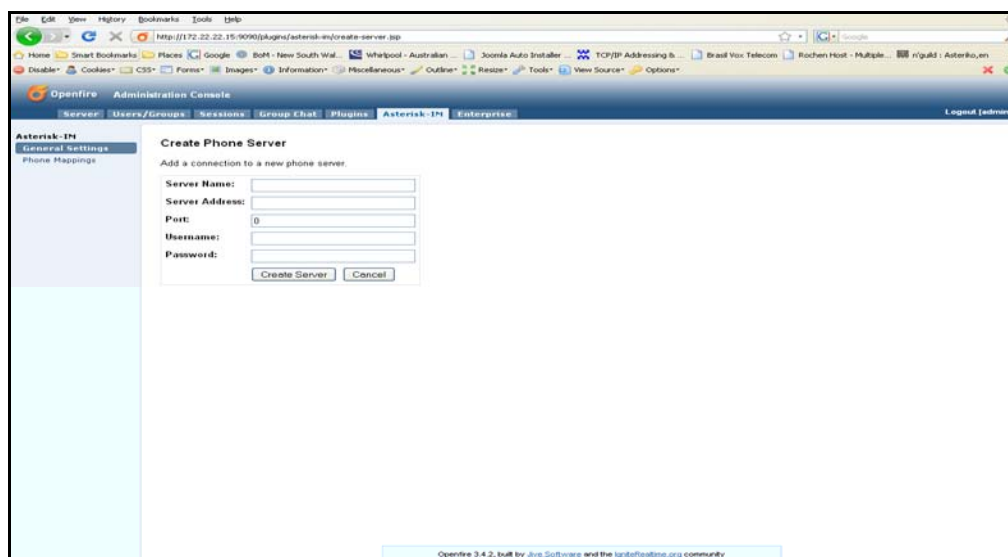 File Edit View History Bookmarks Tools Help
http://172.22.22.15:9090/plugins/asterisk-im/create-server.jsp Google
Home Smart Bookmarks Places Google BoM - New South Wal... Whirlpool - Australian ... Joomla Auto Installer ... TCP/IP Addressing & ... Brasil Vox Telecom Rochen Host - Multiple... n'guild : Asteriko,en
Disable Cookies CSS Forms Images Information Miscellaneous Outline Resize Tools View Source Options
Openfire Administration Console
Server Users/Groups Sessions Group Chat Plugins Asterisk-IM Enterprise Logout [admin
Asterisk-IM
General Settings
Phone Mappings
Create Phone Server
Add a connection to a new phone server.
Server Name:
Server Address:
Port: 0
Username:
Password:
Create Server Cancel
Openfire 3.4.2, built by Jive Software and the IgniteRealtime.org community